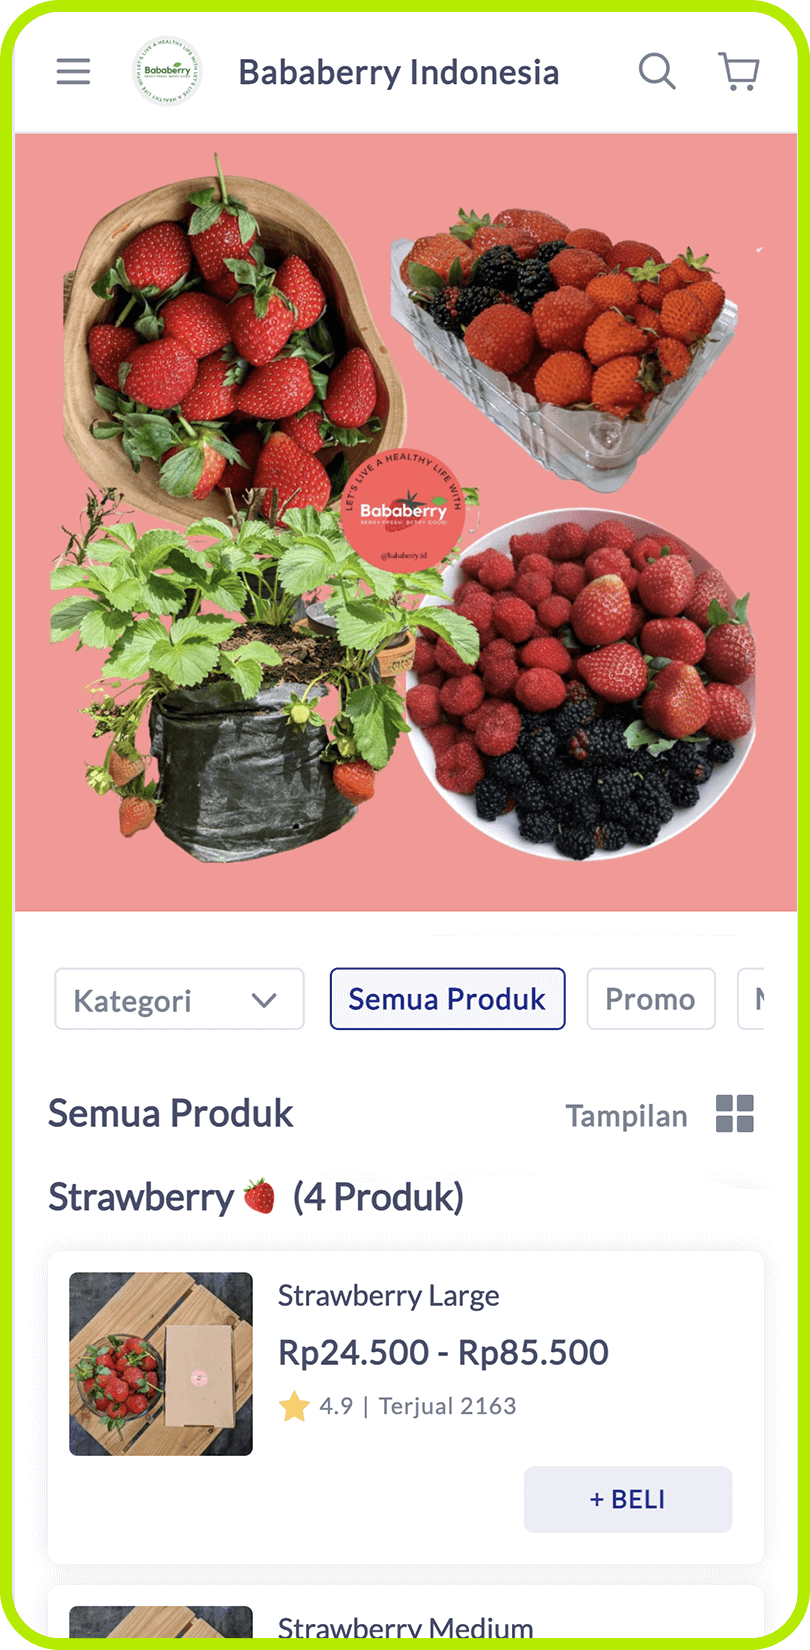 Bababerry
Bababerry Indonesia
LET'S LIVE A HEALTHY LIFE WITH
Bababerry
BERRY FRESH, BERRY GOOD!
@bababerry.id
Kategori
Semua Produk
Promo
Semua Produk
Tampilan
Strawberry 🍓 (4 Produk)
Strawberry Large
Rp24.500 - Rp85.500
4.9 | Terjual 2163
+ BELI
Strawberry Medium